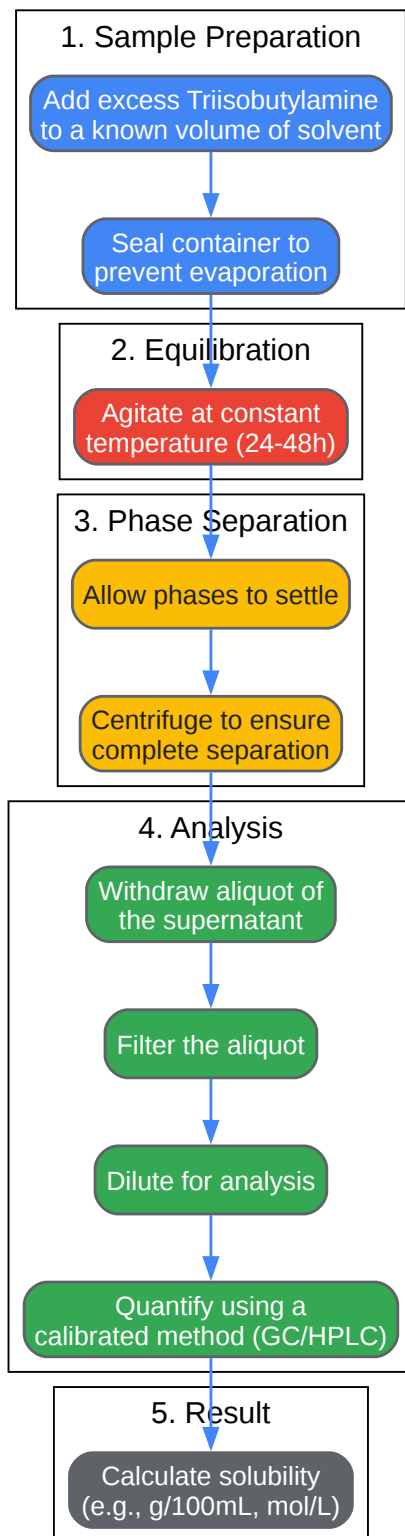 1. Sample Preparation
Add excess Triisobutylamine
to a known volume of solvent
Seal container to
prevent evaporation
2. Equilibration
Agitate at constant
temperature (24-48h)
3. Phase Separation
Allow phases to settle
Centrifuge to ensure
complete separation
4. Analysis
Withdraw aliquot of
the supernatant
Filter the aliquot
Dilute for analysis
Quantify using a
calibrated method (GC/HPLC)
5. Result
Calculate solubility
(e.g., g/100mL, mol/L)